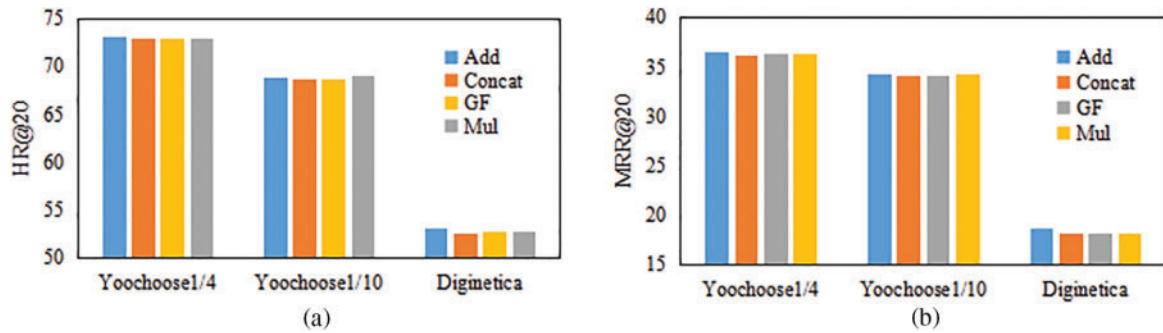 75
70
65
60
55
50
HR@20
Add
Concat
GF
Mul
Yoochoose1/4 Yoochoose1/10 Diginetica
(a)
40
35
30
25
20
15
MRR@20
Add
Concat
GF
Mul
Yoochoose1/4 Yoochoose1/10 Diginetica
(b)